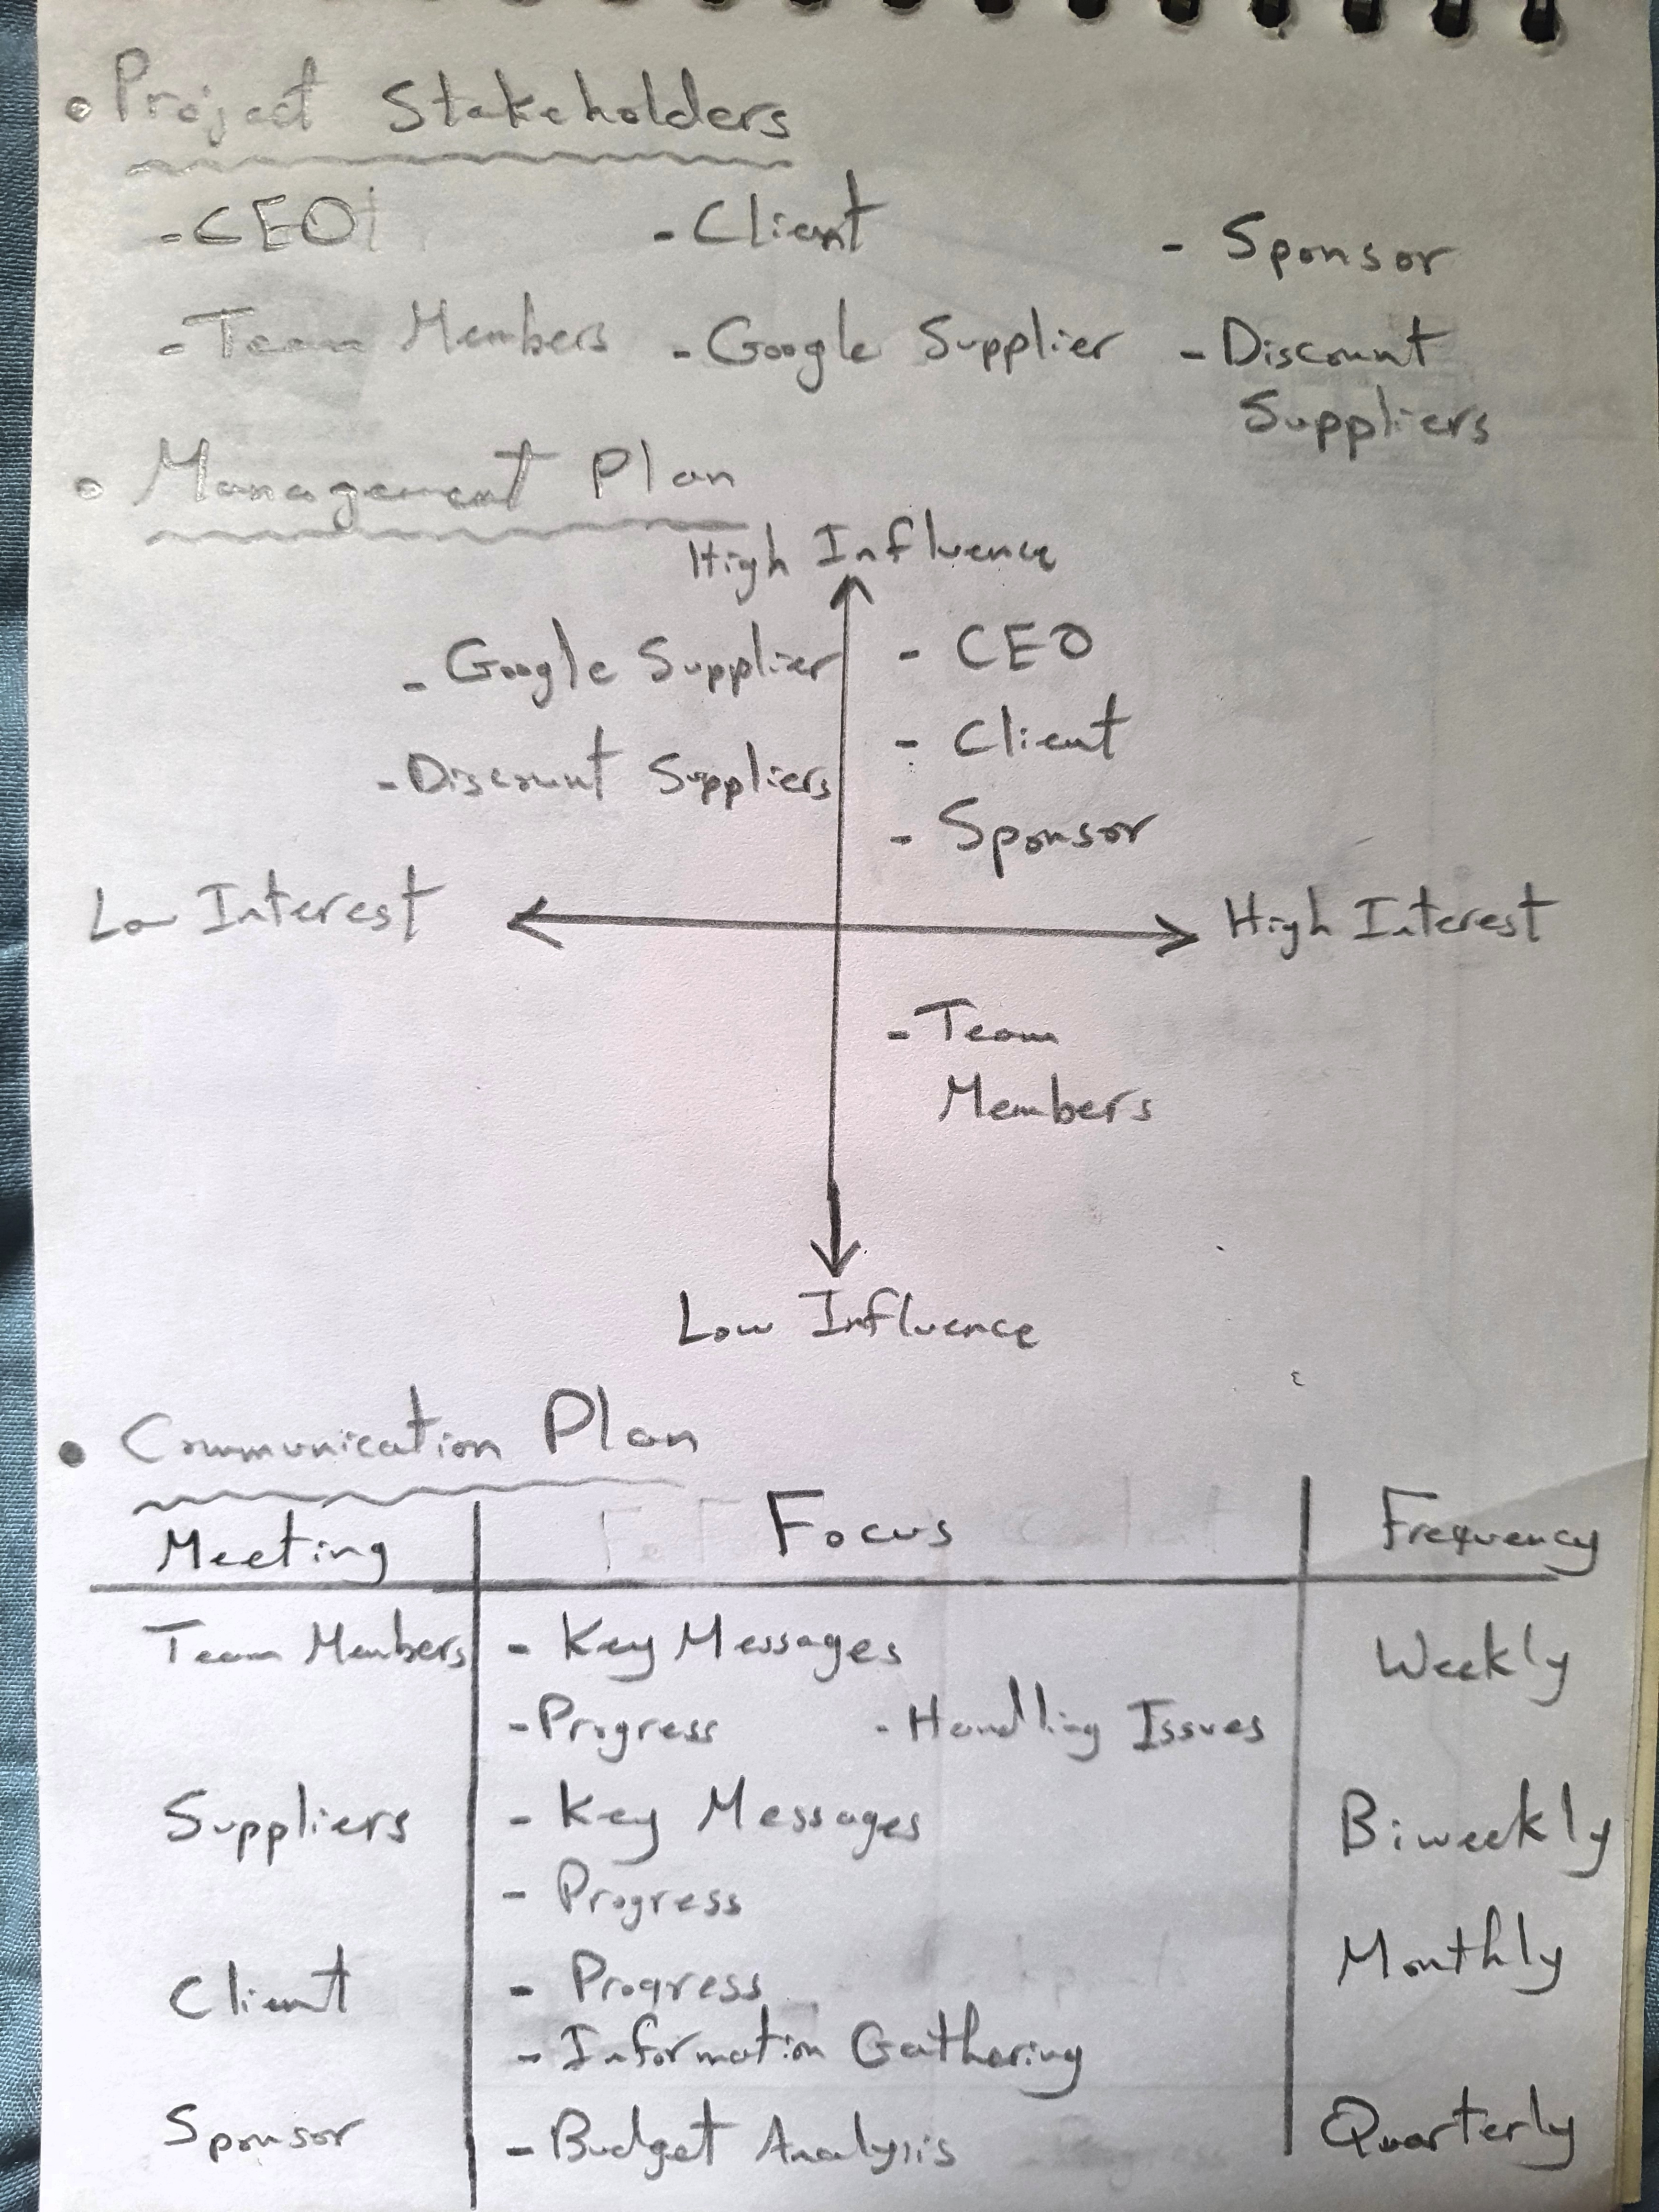 • Project Stakeholders
- CEO - Client - Sponsor
- Team Members - Google Supplier - Discount
Suppliers
• Management Plan
High Influence
- Google Supplier - CEO
- Discount Suppliers - Client
- Sponsor
Low Interest High Interest
- Team
Members
Low Influence
• Communication Plan
Meeting Focus Frequency
Team Members - Key Messages Weekly
- Progress - Handling Issues
Suppliers - Key Messages Biweekly
- Progress
Client - Progress Monthly
- Information Gathering
Sponsor - Budget Analysis Quarterly